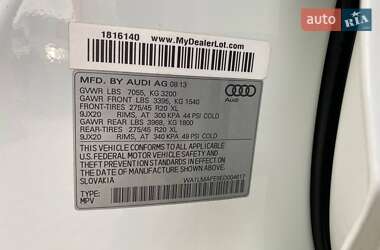 auto RIA
1816140
www.MyDealerLot.com
MFD. BY AUDI AG 08 13
GVWR LBS 7055, KG 3200
GAWR FRONT LBS 3395, KG 1540
FRONT-TIRES 275/45 R20 XL
9JX20 RIMS, AT 300 KPA 44 PSI COLD
GAWR REAR LBS 3968, KG 1800
REAR-TIRES 275/45 R20 XL
9JX20 RIMS, AT 340 KPA 49 PSI COLD
Audi
THIS VEHICLE CONFORMS TO ALL APPLICABLE
U.S. FEDERAL MOTOR VEHICLE SAFETY AND
THEFT PREVENTION STANDARDS IN EFFECT ON
THE DATE OF MANUFACTURE SHOWN ABOVE.
SLOVAKIA
TYPE:
MPV